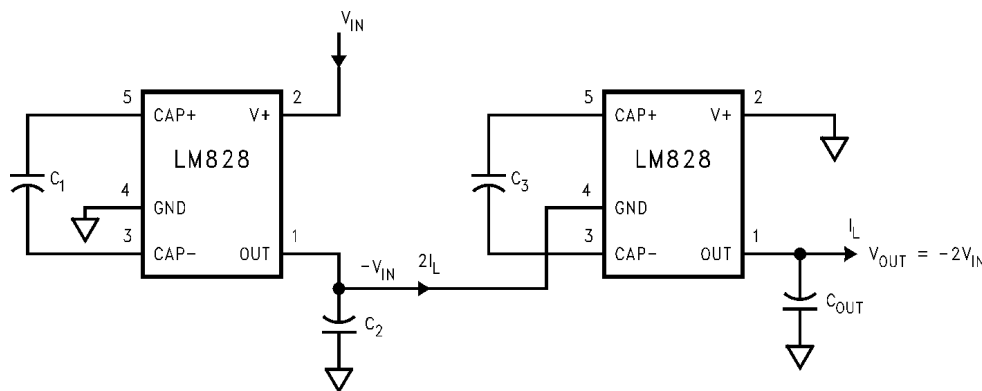 V_IN
5 CAP+ V+ 2
LM828
C_1
4 GND
3 CAP- OUT 1
-V_IN 2I_L
C_2
5 CAP+ V+ 2
LM828
C_3
4 GND
3 CAP- OUT 1
I_L
V_OUT = -2V_IN
C_OUT